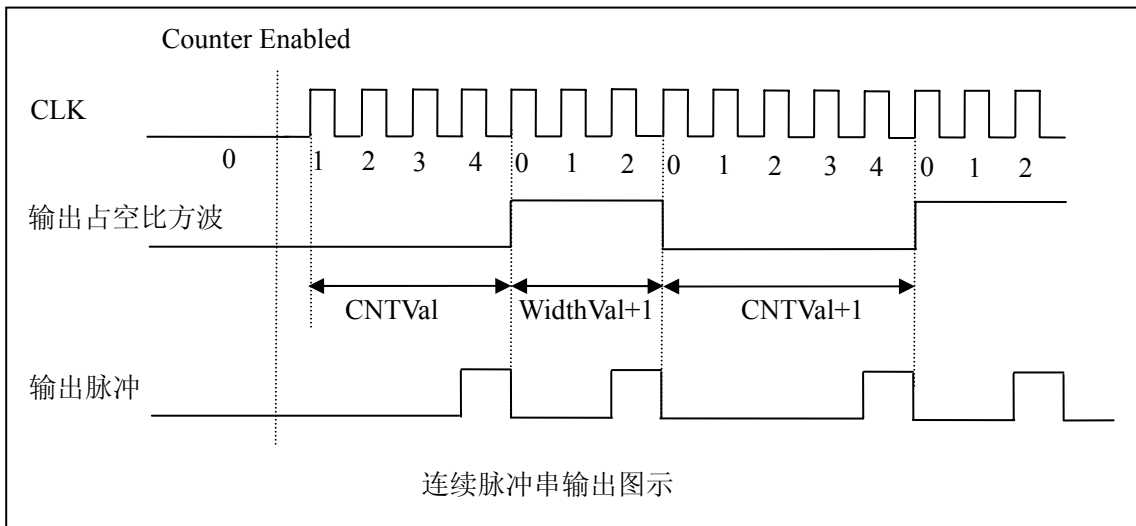 Counter Enabled
CLK
0 1 2 3 4 0 1 2 0 1 2 3 4 0 1 2
输出占空比方波
CNTVal WidthVal+1 CNTVal+1
输出脉冲
连续脉冲串输出图示